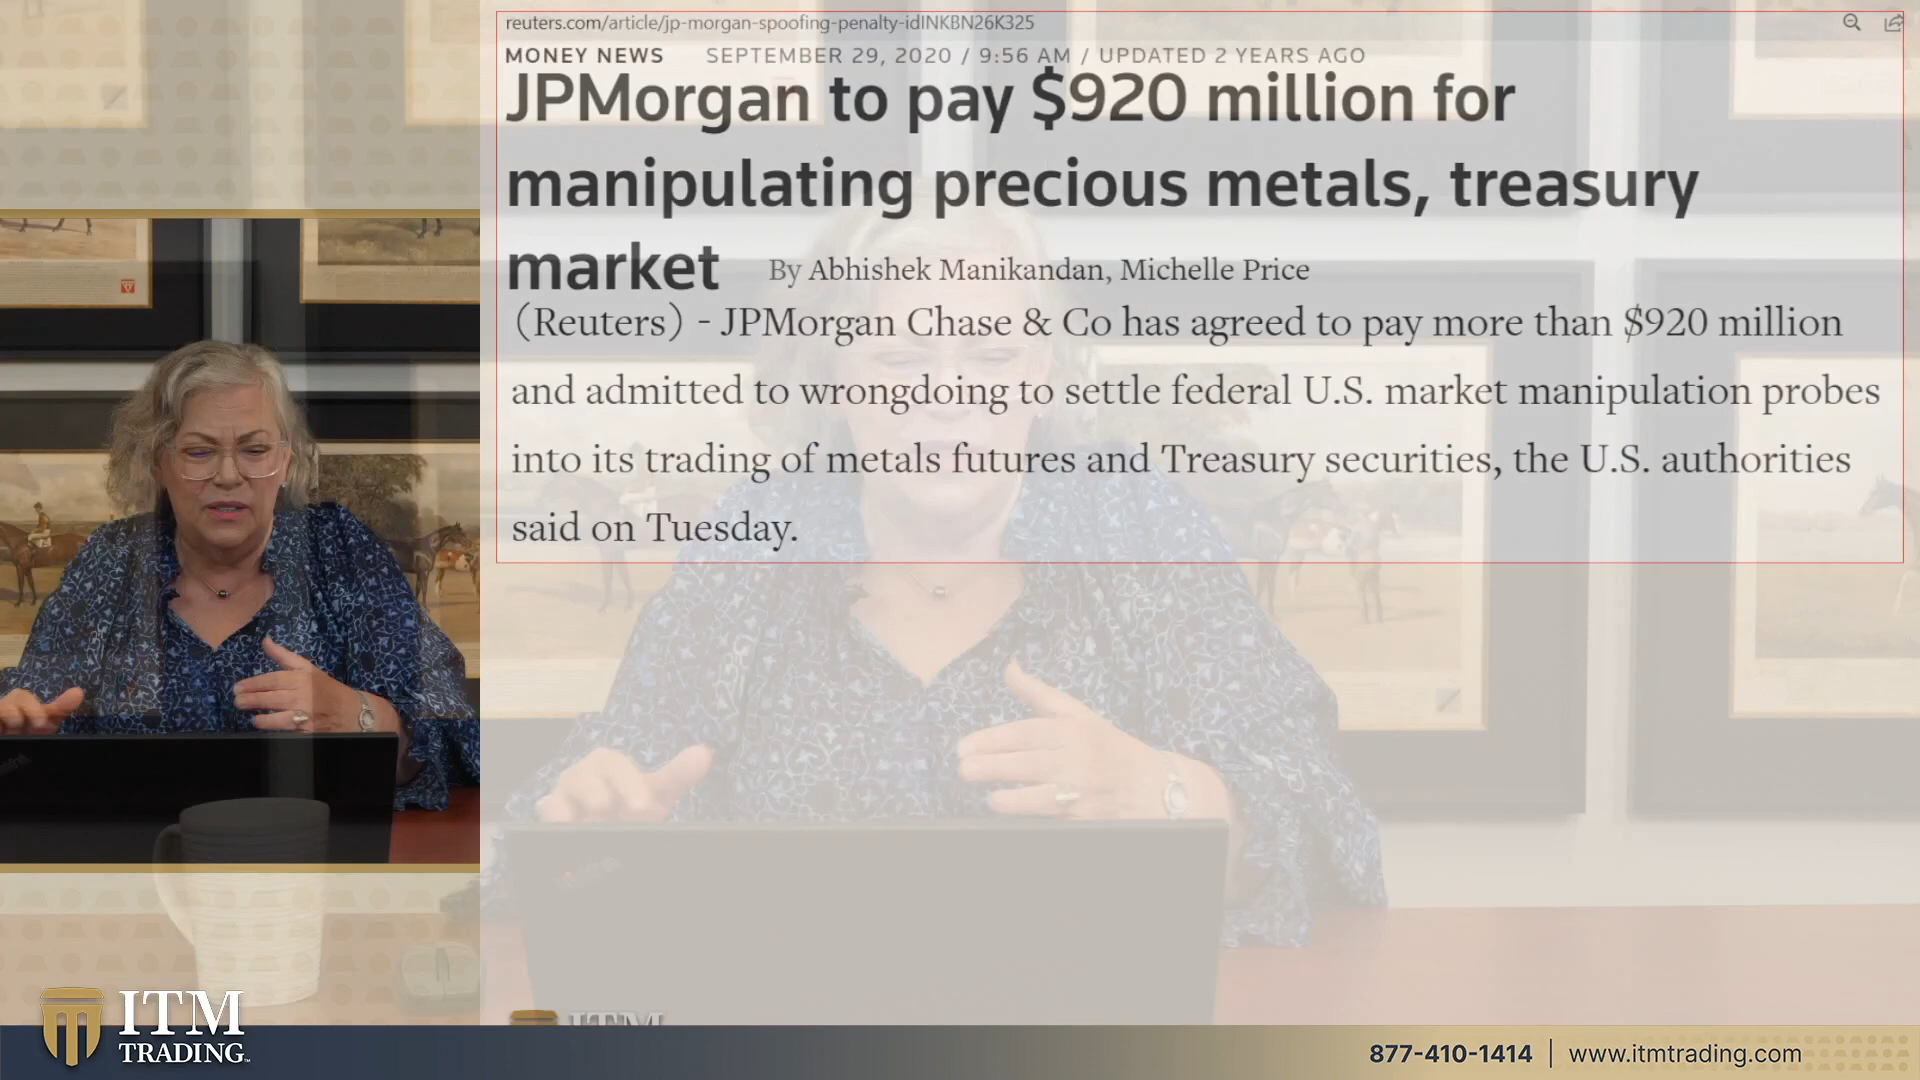 reuters.com/article/jp-morgan-spoofing-penalty-idINKBN26K325
MONEY NEWS SEPTEMBER 29, 2020 / 9:56 AM / UPDATED 2 YEARS AGO
JPMorgan to pay $920 million for
manipulating precious metals, treasury
market By Abhishek Manikandan, Michelle Price
(Reuters) - JPMorgan Chase & Co has agreed to pay more than $920 million
and admitted to wrongdoing to settle federal U.S. market manipulation probes
into its trading of metals futures and Treasury securities, the U.S. authorities
said on Tuesday.
ITM
ITM
TRADING™
877-410-1414 | www.itmtrading.com